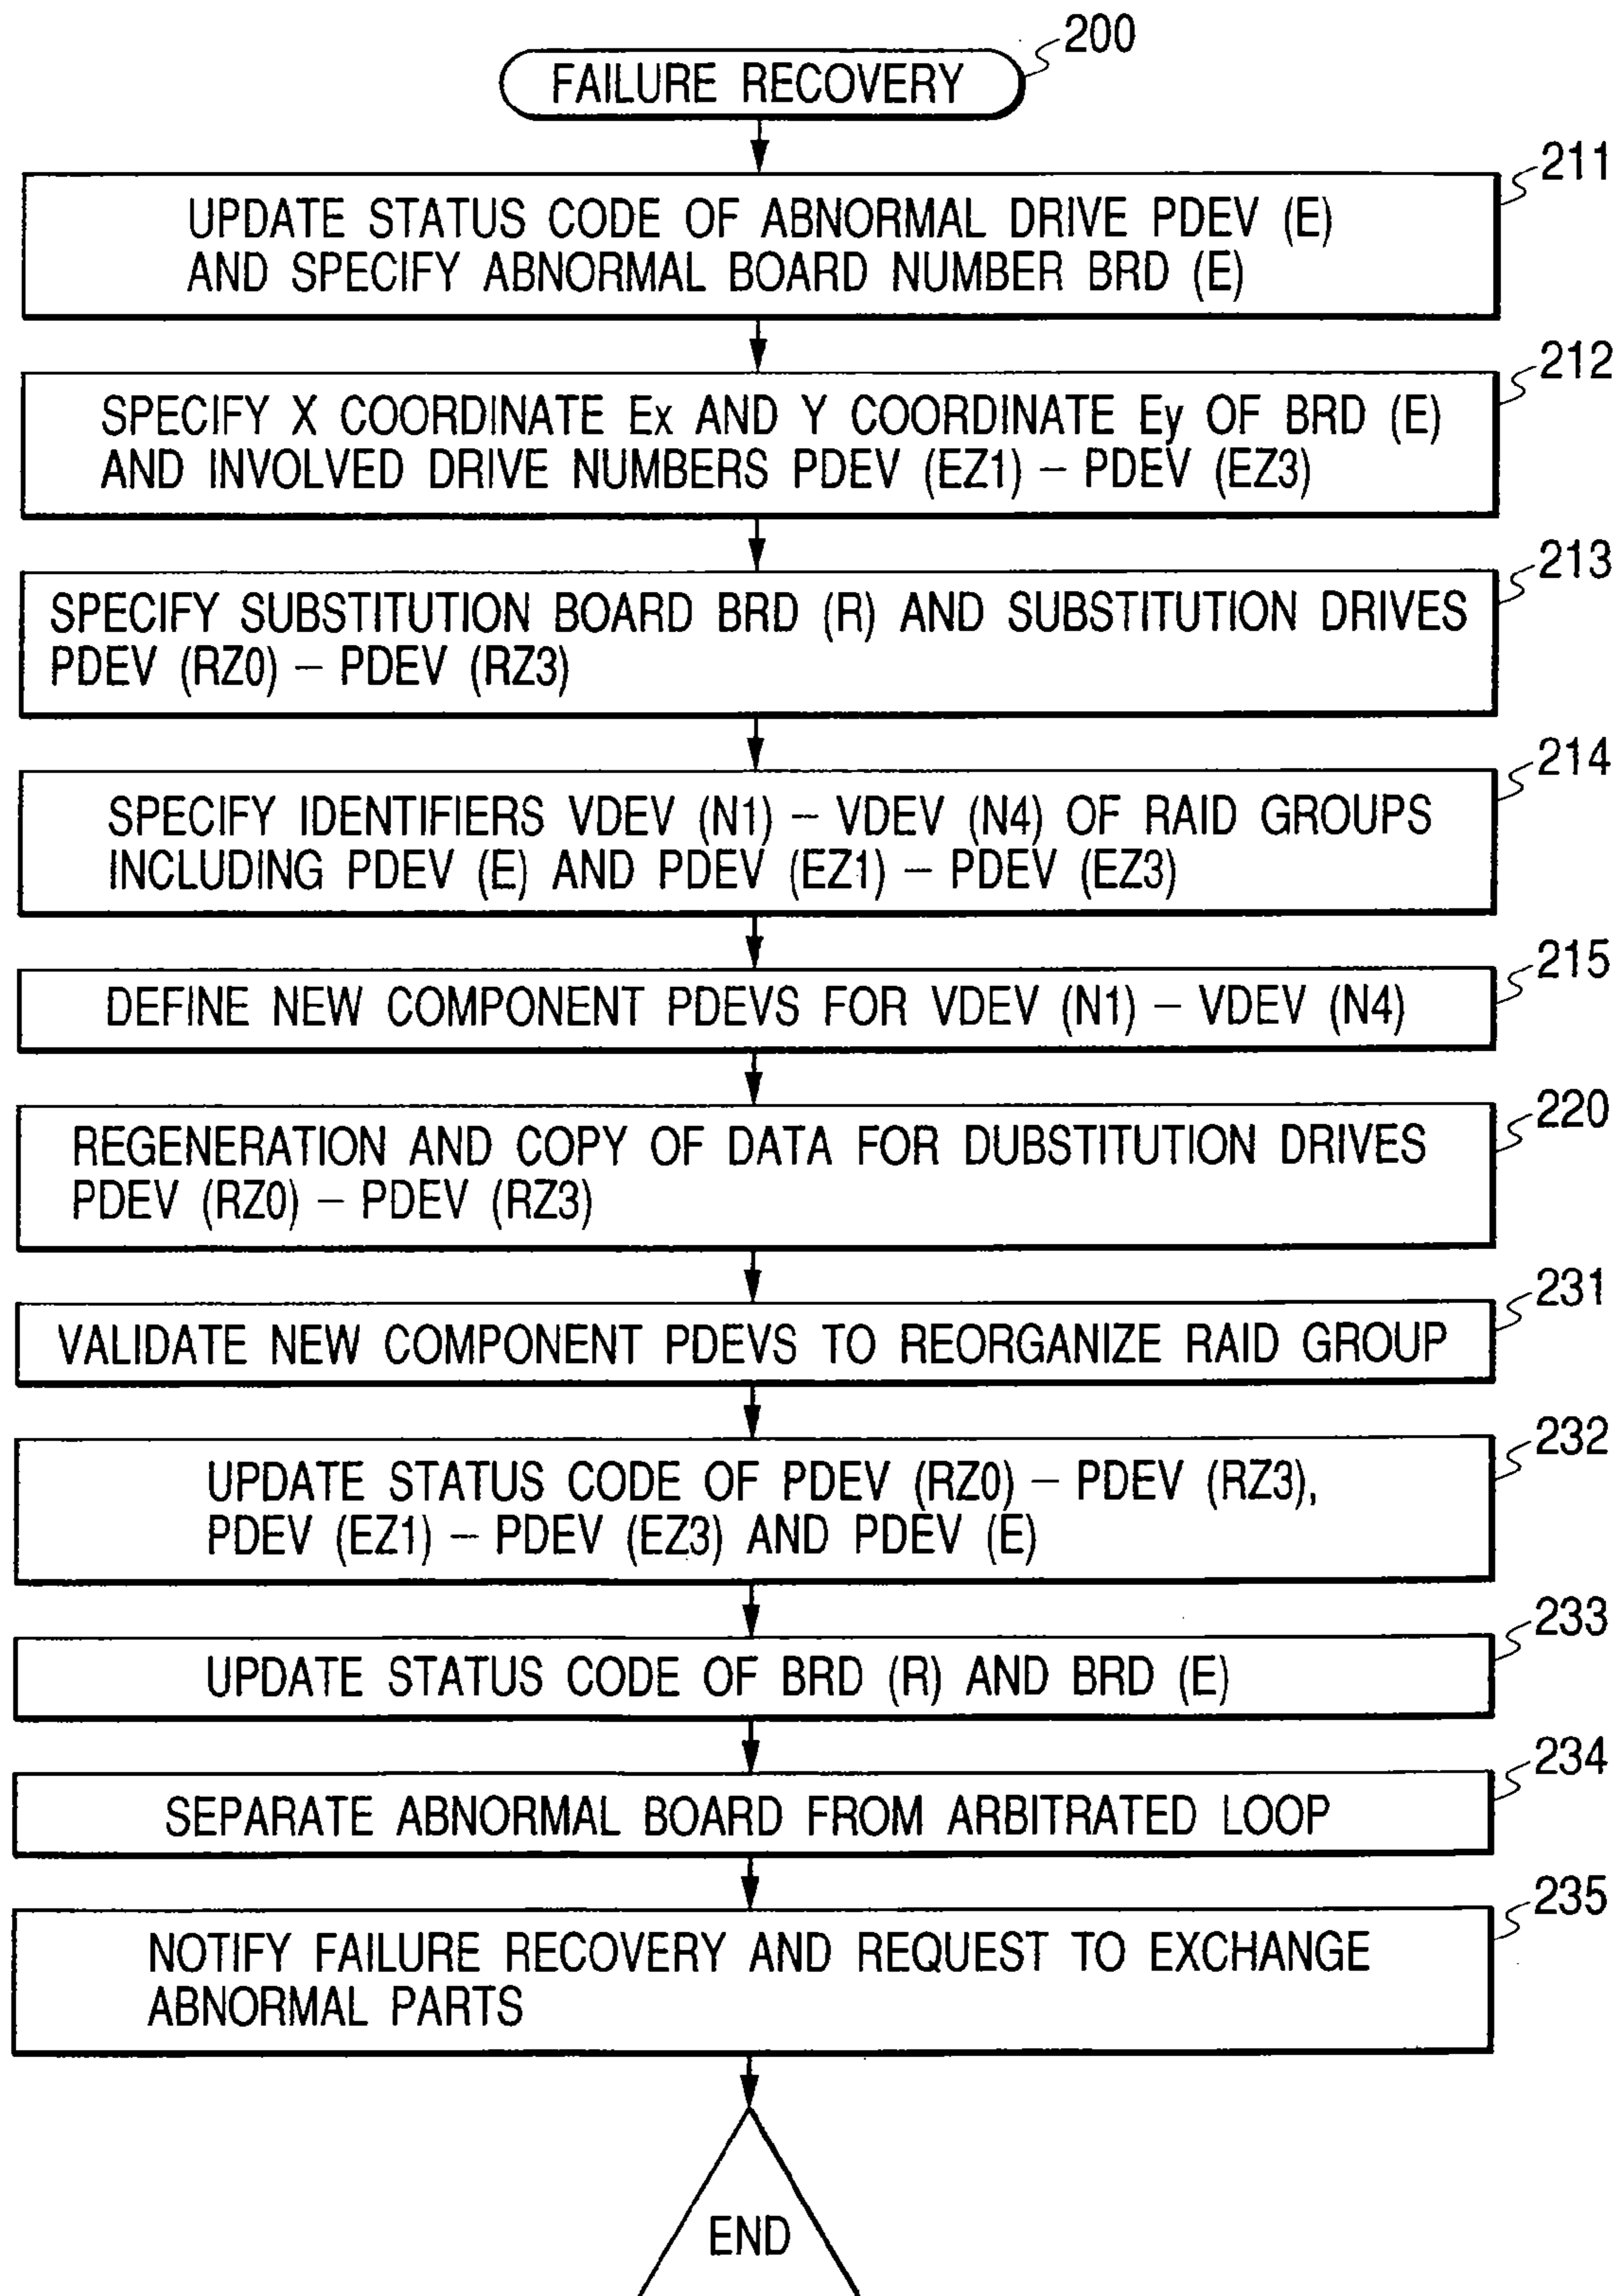 FAILURE RECOVERY
200
211
UPDATE STATUS CODE OF ABNORMAL DRIVE PDEV (E)
AND SPECIFY ABNORMAL BOARD NUMBER BRD (E)
212
SPECIFY X COORDINATE Ex AND Y COORDINATE Ey OF BRD (E)
AND INVOLVED DRIVE NUMBERS PDEV (EZ1) – PDEV (EZ3)
213
SPECIFY SUBSTITUTION BOARD BRD (R) AND SUBSTITUTION DRIVES
PDEV (RZ0) – PDEV (RZ3)
214
SPECIFY IDENTIFIERS VDEV (N1) – VDEV (N4) OF RAID GROUPS
INCLUDING PDEV (E) AND PDEV (EZ1) – PDEV (EZ3)
215
DEFINE NEW COMPONENT PDEVS FOR VDEV (N1) – VDEV (N4)
220
REGENERATION AND COPY OF DATA FOR DUBSTITUTION DRIVES
PDEV (RZ0) – PDEV (RZ3)
231
VALIDATE NEW COMPONENT PDEVS TO REORGANIZE RAID GROUP
232
UPDATE STATUS CODE OF PDEV (RZ0) – PDEV (RZ3),
PDEV (EZ1) – PDEV (EZ3) AND PDEV (E)
233
UPDATE STATUS CODE OF BRD (R) AND BRD (E)
234
SEPARATE ABNORMAL BOARD FROM ARBITRATED LOOP
235
NOTIFY FAILURE RECOVERY AND REQUEST TO EXCHANGE
ABNORMAL PARTS
END